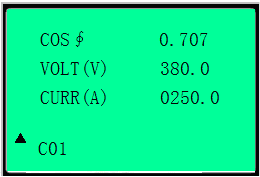 COS∮ 0.707
VOLT(V) 380.0
CURR(A) 0250.0
▲ C01